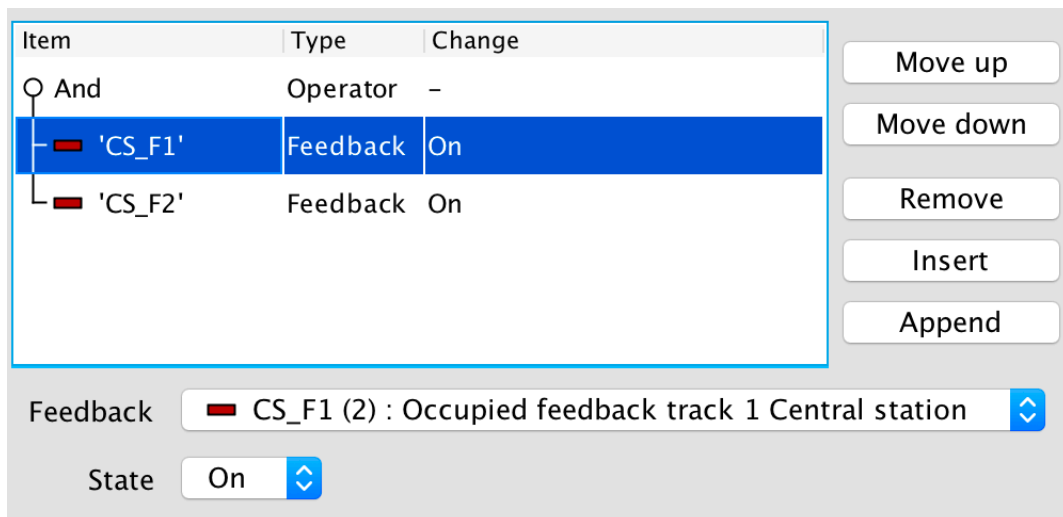 Item Type Change
And Operator –
'CS_F1' Feedback On
'CS_F2' Feedback On
Move up
Move down
Remove
Insert
Append
Feedback CS_F1 (2) : Occupied feedback track 1 Central station
State On